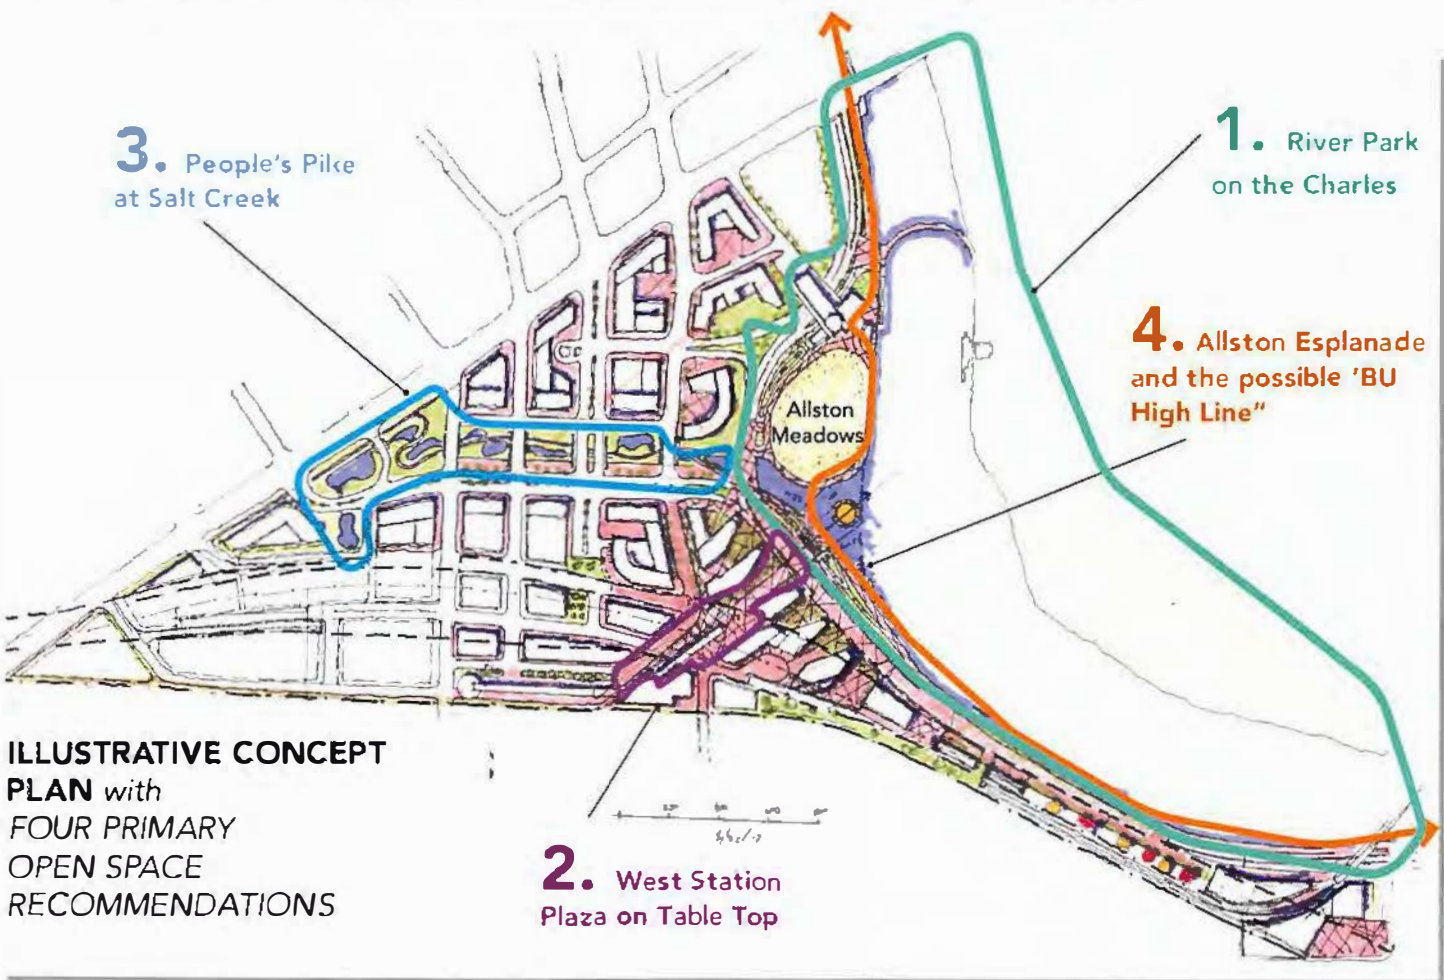 3. People's Pike
at Salt Creek
1. River Park
on the Charles
4. Allston Esplanade
and the possible 'BU
High Line"
Allston
Meadows
ILLUSTRATIVE CONCEPT
PLAN with
FOUR PRIMARY
OPEN SPACE
RECOMMENDATIONS
2. West Station
Plaza on Table Top